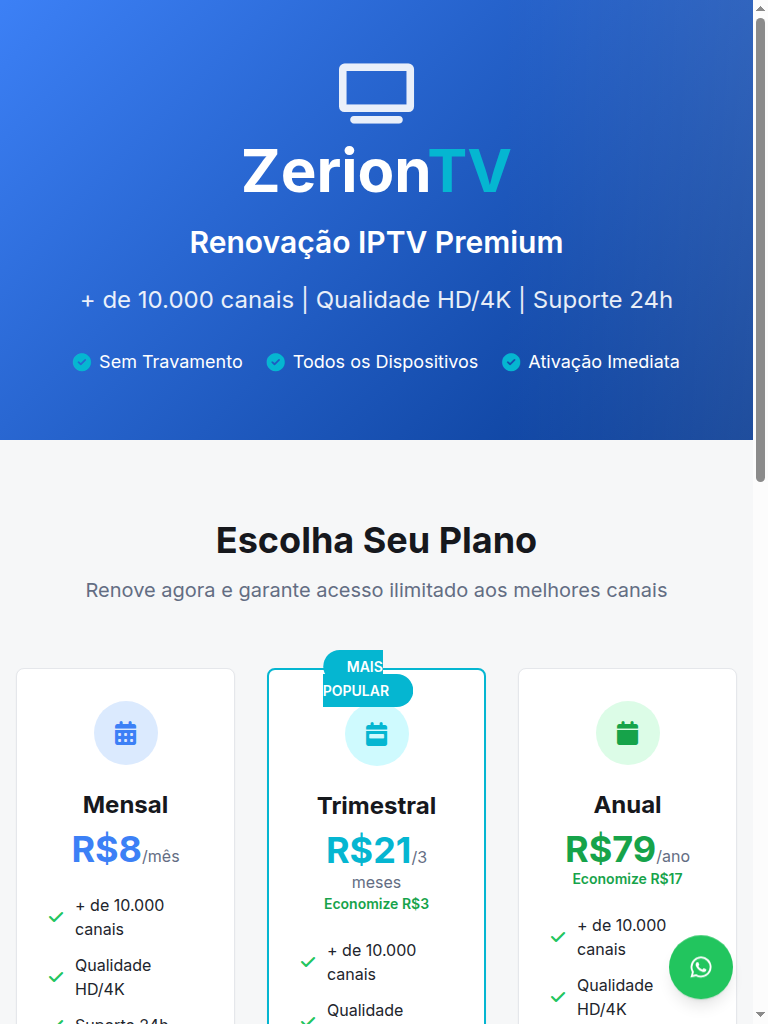 ZerionTV
Renovação IPTV Premium
+ de 10.000 canais | Qualidade HD/4K | Suporte 24h
Sem Travamento
Todos os Dispositivos
Ativação Imediata
Escolha Seu Plano
Renove agora e garante acesso ilimitado aos melhores canais
Mensal
R$8/mês
+ de 10.000
canais
Qualidade
HD/4K
Suporte 24h
MAIS
POPULAR
Trimestral
R$21/3
meses
Economize R$3
+ de 10.000
canais
Qualidade
Anual
R$79/ano
Economize R$17
+ de 10.000
canais
Qualidade
HD/4K